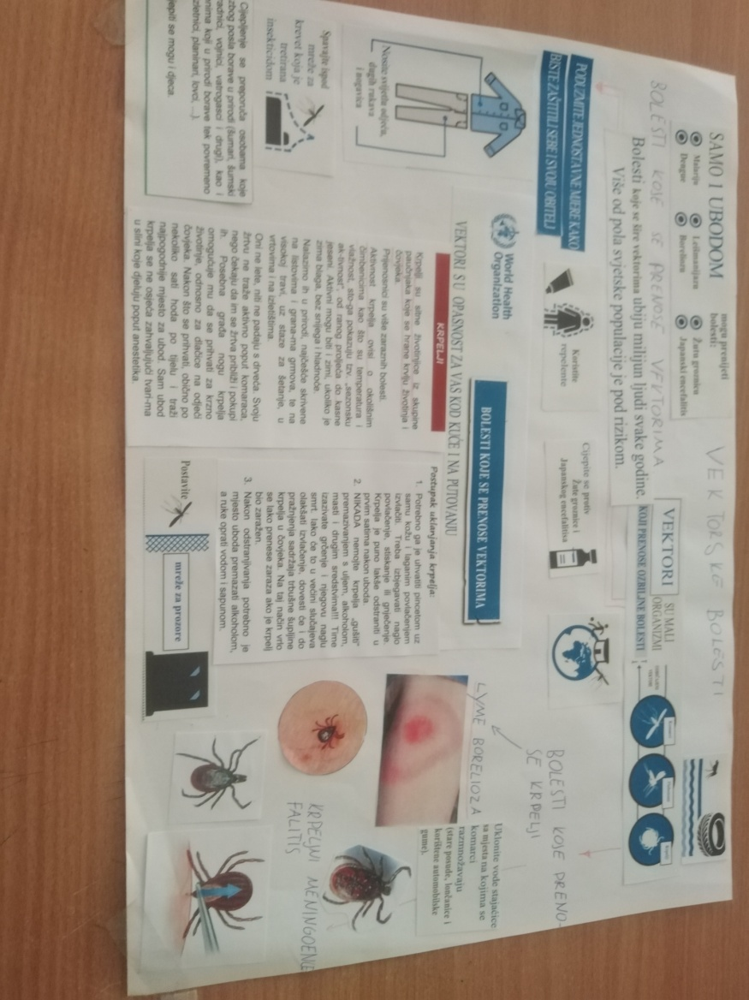 VEKTORSKE BOLESTI
BOLESTI KOJE SE PRENOSE VEKTORIMA
SAMO 1 UBODOM
mogu prenijeti
bolesti:
Malariju
Lešmanijazu
Žutu groznicu
Dengue
Boreliozu
Japanski encefalitis
Bolesti koje se šire vektorima ubiju milijun ljudi svake godine.
Više od pola svjetske populacije je pod rizikom.
VEKTORI
SU MALI
ORGANIZMI
KOJI PRENOSE OZBILJNE BOLESTI
PODUZMITE JEDNOSTAVNE MJERE KAKO
BISTE ZAŠTITILI SEBE I SVOJU OBITELJ
Koristite
repelente
Cijepite se protiv
Žute groznice i
Japanskog encefalitisa
Nosite svijetlu odjeću,
dugih rukava
i nogavica
World Health
Organization
BOLESTI KOJE SE PRENOSE VEKTORIMA
VEKTORI SU OPASNOST ZA VAS KOD KUĆE I NA PUTOVANJU
Spavajte ispod
mreže za
krevet koja je
tretirana
insekticidom
KRPELJI
Krpelji su sitne životinjice iz skupine
paučnjaka koje se hrane krvlju životinja i
čovjeka.
Prijenosnici su više zaraznih bolesti.
Aktivnost krpelja ovisi o okolišnim
čimbenicima kao što su temperatura i
vlažnost, što-ga pokazuju tzv. „sezonsku
ak-tivnost“, od ranog proljeća do kasne
jeseni. Aktivni mogu biti i zimi, ukoliko je
zima blaga, bez snijega i hladnoće.
Nalazimo ih u prirodi, najčešće skrivene
na listovima i grana-ma grmova, te na
visokoj travi, uz staze za šetanje, u
vrtovima i na izletištima.
Oni ne lete, niti ne padaju s drveća. Svoju
žrtvu ne traže aktivno poput komaraca,
nego čekaju da im se žrtva približi i pokupi
ih. Posebna građa nogu krpelja
omogućuje mu da se prihvati za krzno
životinje, odnosno za dlačice na odjeći
čovjeka. Nakon što se prihvati, obično po
nekoliko sati hoda po tijelu i traži
najpogodnije mjesto za ubod. Sam ubod
krpelja se ne osjeća zahvaljujući tvari-ma
u slini koje djeluju poput anestetika.
Cijepljenje se preporuča osobama koje
zbog posla borave u prirodi (šumari, šumski
radnici, vojnici, vatrogasci i drugi), kao i
onima koji u prirodi borave tek povremeno
izletnici, planinari, lovci, ...).
ijepiti se mogu i djeca.
Postupak uklanjanja krpelja:
1. Potrebno ga je uhvatiti pincetom uz
samu kožu i laganim povlačenjem
izvaditi. Treba izbjegavati naglo
povlačenje, stiskanje ili gnječenje.
Krpelja je puno lakše odstraniti u
prvim satima nakon uboda.
2. NIKADA nemojte krpelja „gušiti“
premazivanjem s uljem, alkoholom,
masti i drugim sredstvima!!! Time
izazivate grčenje i njegovu naglu
smrt. Iako će to u većini slučajeva
olakšati izvlačenje, dovesti će i do
pražnjenja sadržaja trbušne šupljine
krpelja u čovjeka. Na taj način vrlo
se lako prenese zaraza ako je krpelj
bio zaražen.
3. Nakon odstranjivanja potrebno je
mjesto uboda premazati alkoholom,
a ruke oprati vodom i sapunom.
Postavite
mreže za prozore
BOLESTI KOJE PRENO-
SE KRPELJI
LYME BORELIOZA
Uklonite vode stajaćice
sa mjesta na kojima se
komarci
razmnožavaju
(stare posude, lončanice i
korištene automobilske
gume).
KRPELJNI MENINGOENCE
FALITIS